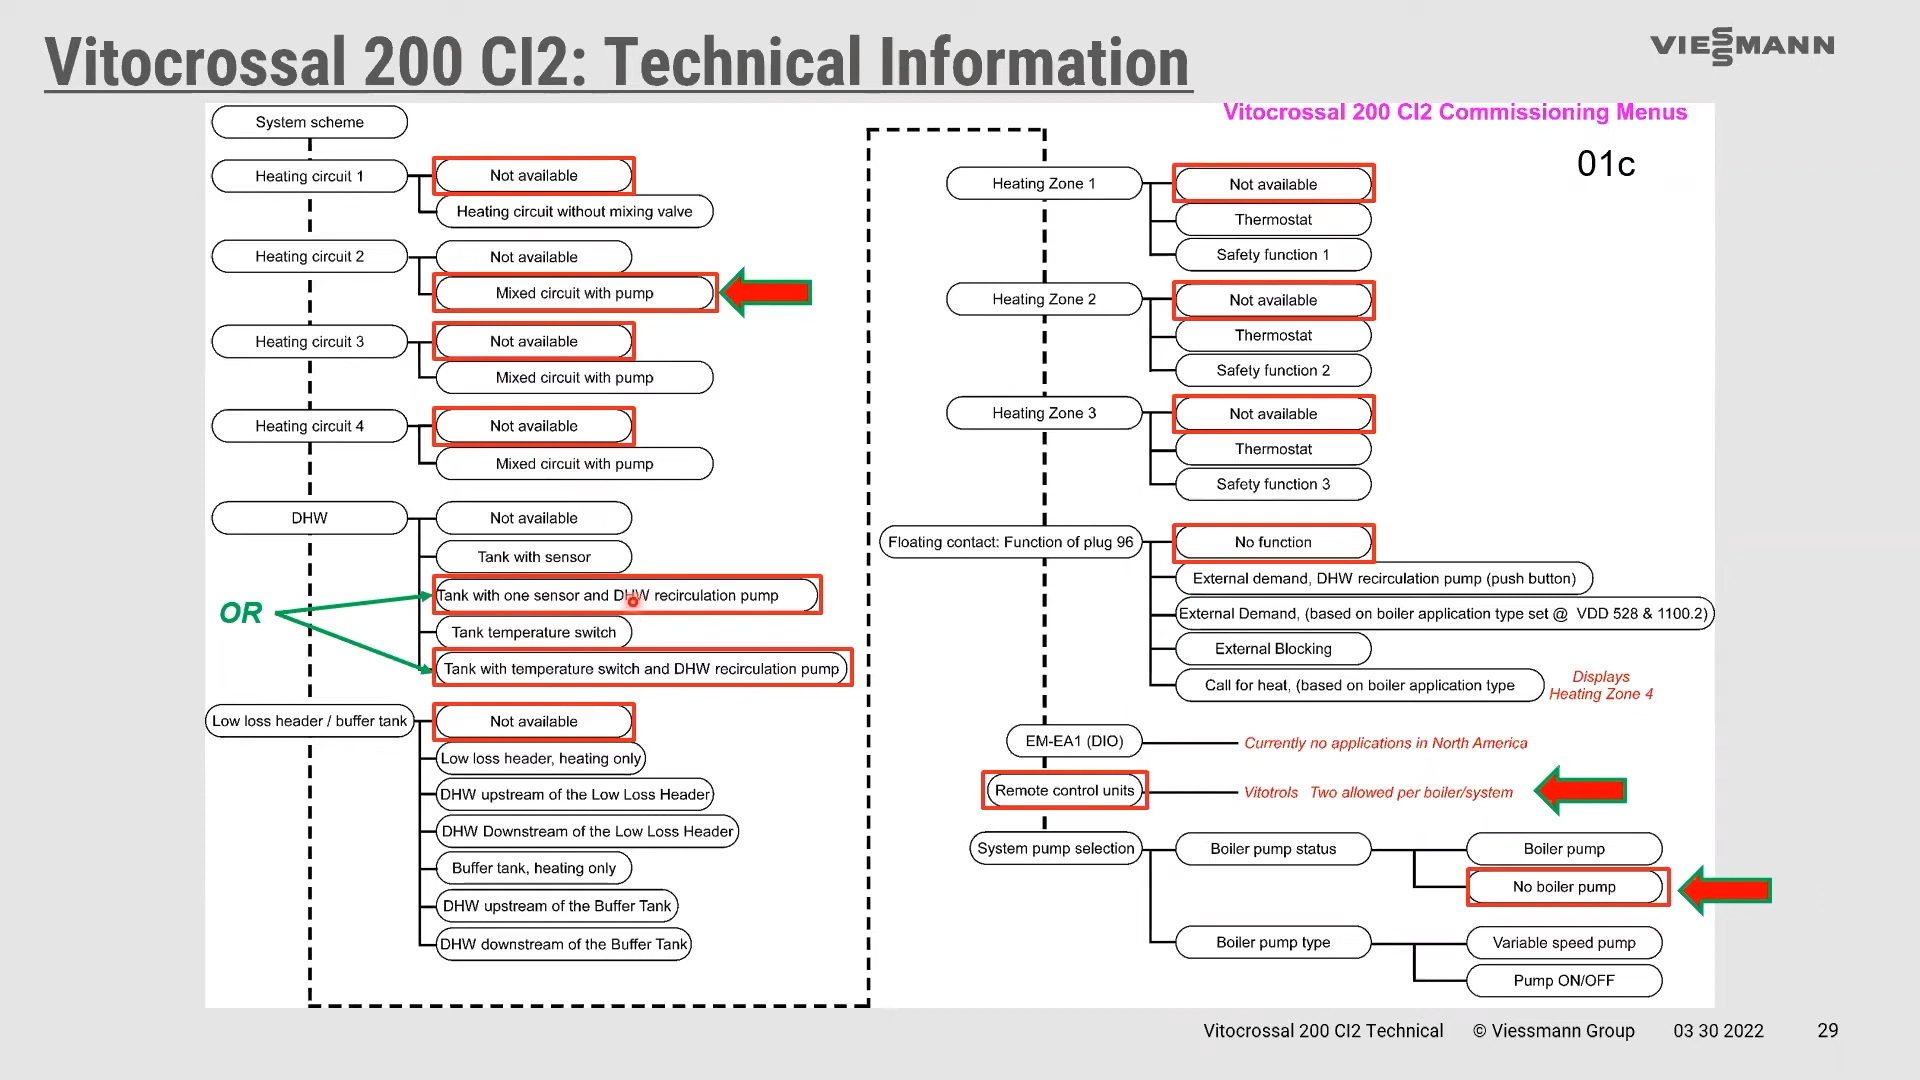 Vitocrossal 200 CI2: Technical Information
VIESSMANN
Vitocrossal 200 CI2 Commissioning Menus
01c
System scheme
Heating circuit 1
Not available
Heating circuit without mixing valve
Heating circuit 2
Not available
Mixed circuit with pump
Heating circuit 3
Not available
Mixed circuit with pump
Heating circuit 4
Not available
Mixed circuit with pump
DHW
Not available
Tank with sensor
OR
Tank with one sensor and DHW recirculation pump
Tank temperature switch
Tank with temperature switch and DHW recirculation pump
Low loss header / buffer tank
Not available
Low loss header, heating only
DHW upstream of the Low Loss Header
DHW Downstream of the Low Loss Header
Buffer tank, heating only
DHW upstream of the Buffer Tank
DHW downstream of the Buffer Tank
Heating Zone 1
Not available
Thermostat
Safety function 1
Heating Zone 2
Not available
Thermostat
Safety function 2
Heating Zone 3
Not available
Thermostat
Safety function 3
Floating contact: Function of plug 96
No function
External demand, DHW recirculation pump (push button)
External Demand, (based on boiler application type set @ VDD 528 & 1100.2)
External Blocking
Call for heat, (based on boiler application type
Displays
Heating Zone 4
EM-EA1 (DIO)
Currently no applications in North America
Remote control units
Vitotrols Two allowed per boiler/system
System pump selection
Boiler pump status
Boiler pump
No boiler pump
Boiler pump type
Variable speed pump
Pump ON/OFF
Vitocrossal 200 CI2 Technical © Viessmann Group 03 30 2022 29